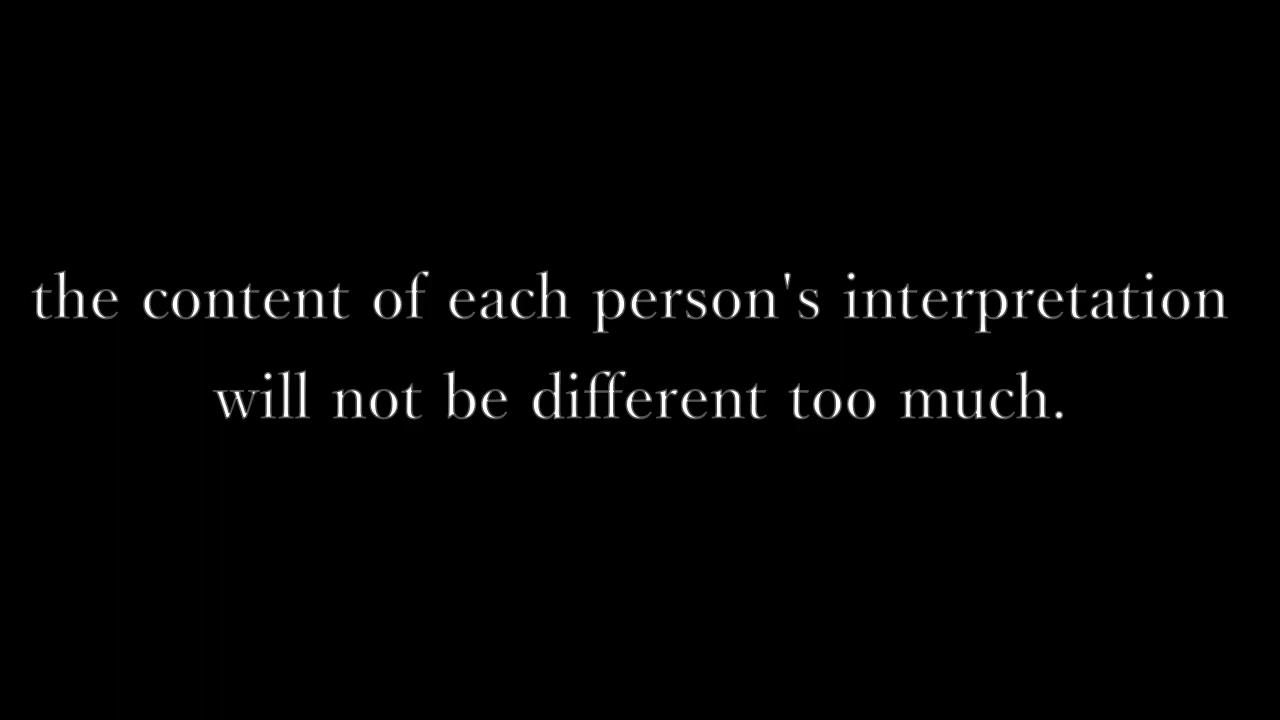 the content of each person's interpretation
will not be different too much.